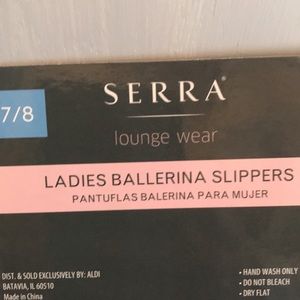 7/8
SERRA®
lounge wear
LADIES BALLERINA SLIPPERS
PANTUFLAS BALERINA PARA MUJER
DIST. & SOLD EXCLUSIVELY BY: ALDI
BATAVIA, IL 60510
Made in China
• HAND WASH ONLY
• DO NOT BLEACH
• DRY FLAT